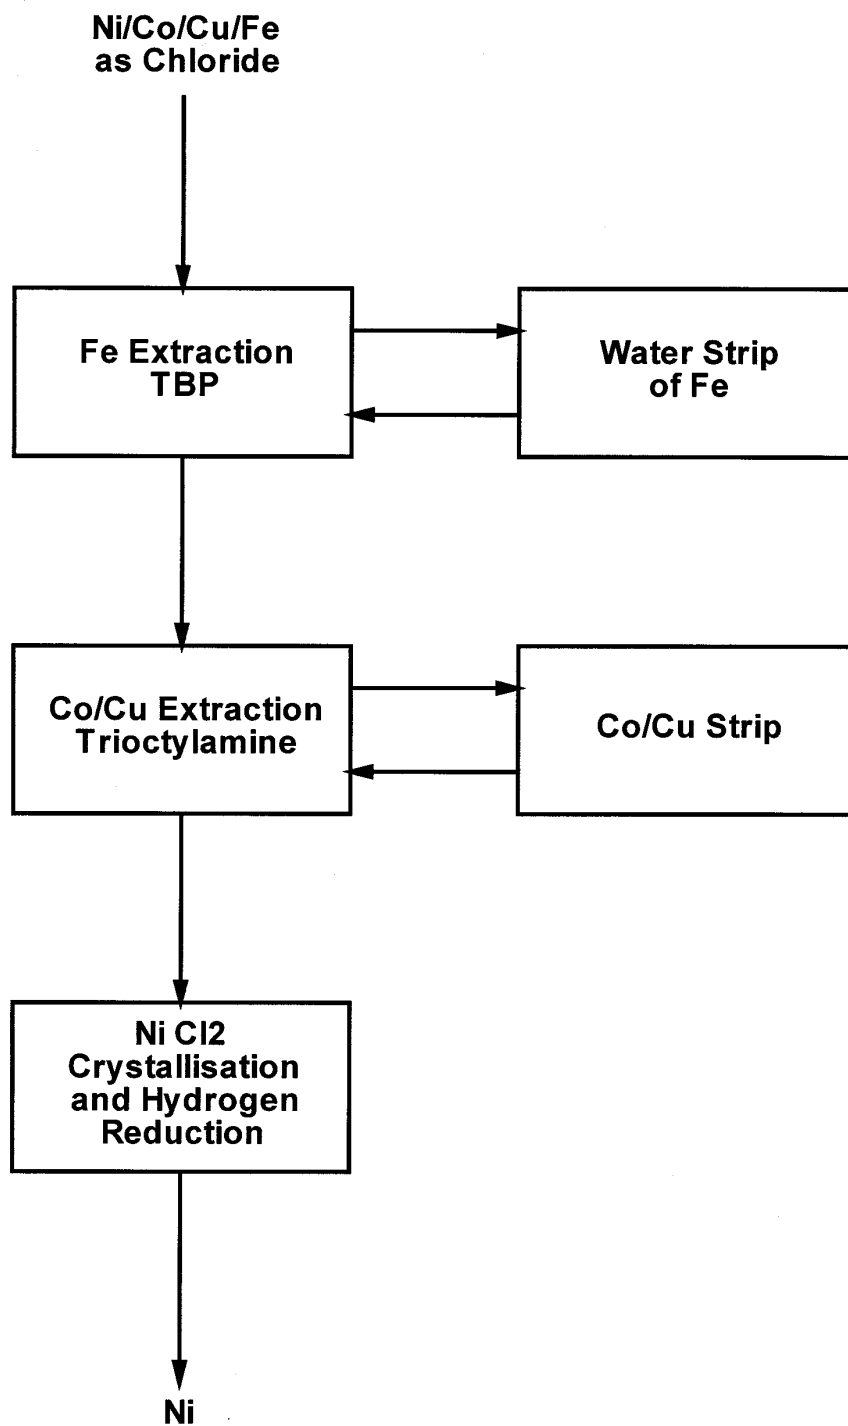 Ni/Co/Cu/Fe
as Chloride
Fe Extraction
TBP
Water Strip
of Fe
Co/Cu Extraction
Trioctylamine
Co/Cu Strip
Ni Cl2
Crystallisation
and Hydrogen
Reduction
Ni